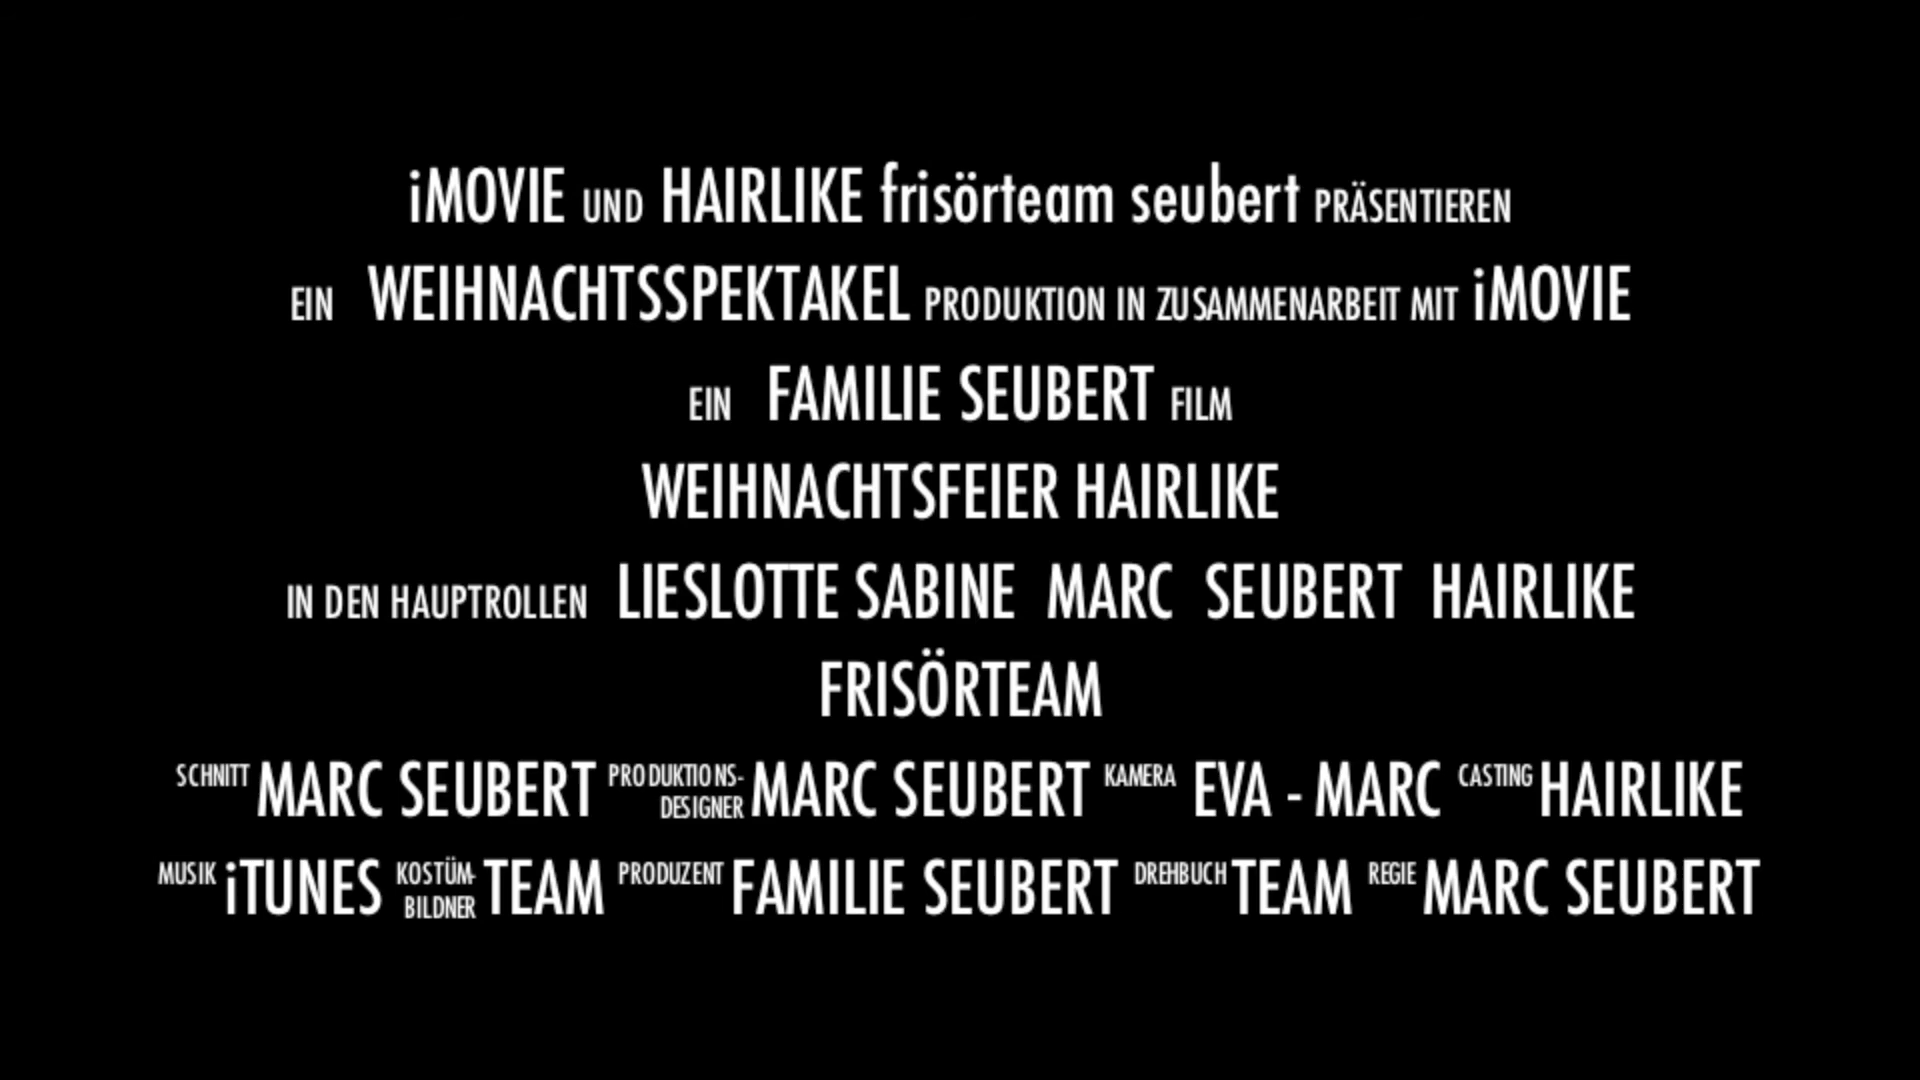 iMOVIE UND HAIRLIKE frisörteam seubert PRÄSENTIEREN
EIN WEIHNACHTSSPEKTAKEL PRODUKTION IN ZUSAMMENARBEIT MIT iMOVIE
EIN FAMILIE SEUBERT FILM
WEIHNACHTSFEIER HAIRLIKE
IN DEN HAUPTROLLEN LIESLOTTE SABINE MARC SEUBERT HAIRLIKE
FRISÖRTEAM
SCHNITT MARC SEUBERT PRODUKTIONS-DESIGNER MARC SEUBERT KAMERA EVA - MARC CASTING HAIRLIKE
MUSIK iTUNES KOSTÜM-BILDNER TEAM PRODUZENT FAMILIE SEUBERT DREHBUCH TEAM REGIE MARC SEUBERT